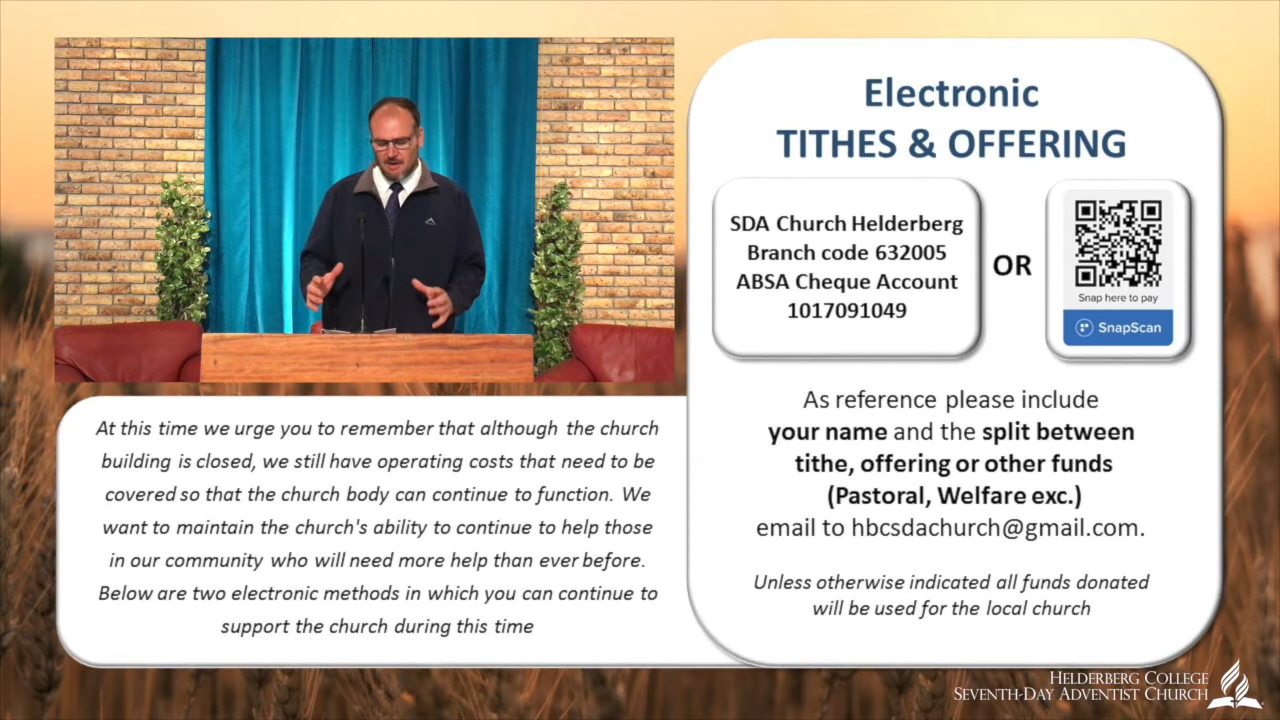 Electronic
TITHES & OFFERING
SDA Church Helderberg
Branch code 632005
ABSA Cheque Account
1017091049
OR
Snap here to pay
SnapScan
As reference please include
your name and the split between
tithe, offering or other funds
(Pastoral, Welfare exc.)
email to hbcsdachurch@gmail.com.
Unless otherwise indicated all funds donated
will be used for the local church
At this time we urge you to remember that although the church
building is closed, we still have operating costs that need to be
covered so that the church body can continue to function. We
want to maintain the church's ability to continue to help those
in our community who will need more help than ever before.
Below are two electronic methods in which you can continue to
support the church during this time
HELDERBERG COLLEGE
SEVENTH-DAY ADVENTIST CHURCH